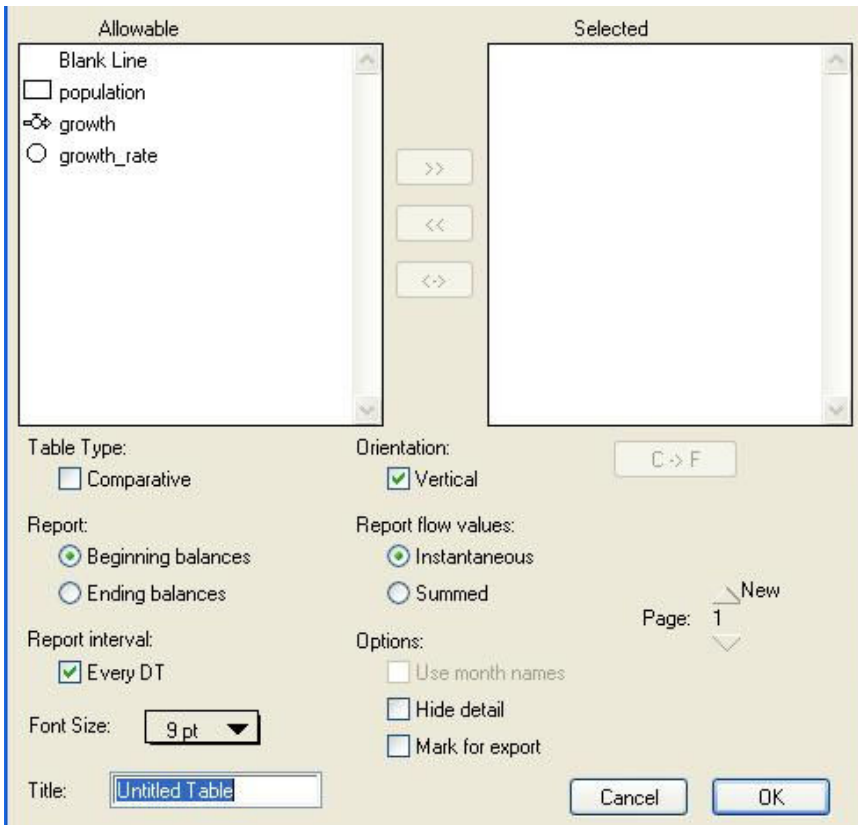 Allowable
Selected
Blank Line
population
growth
growth_rate
>>
<<
<->
Table Type:
Comparative
Orientation:
Vertical
C -> F
Report:
Beginning balances
Ending balances
Report flow values:
Instantaneous
Summed
New
Page: 1
Report interval:
Every DT
Options:
Use month names
Hide detail
Mark for export
Font Size: 9 pt
Title: Untitled Table
Cancel
OK